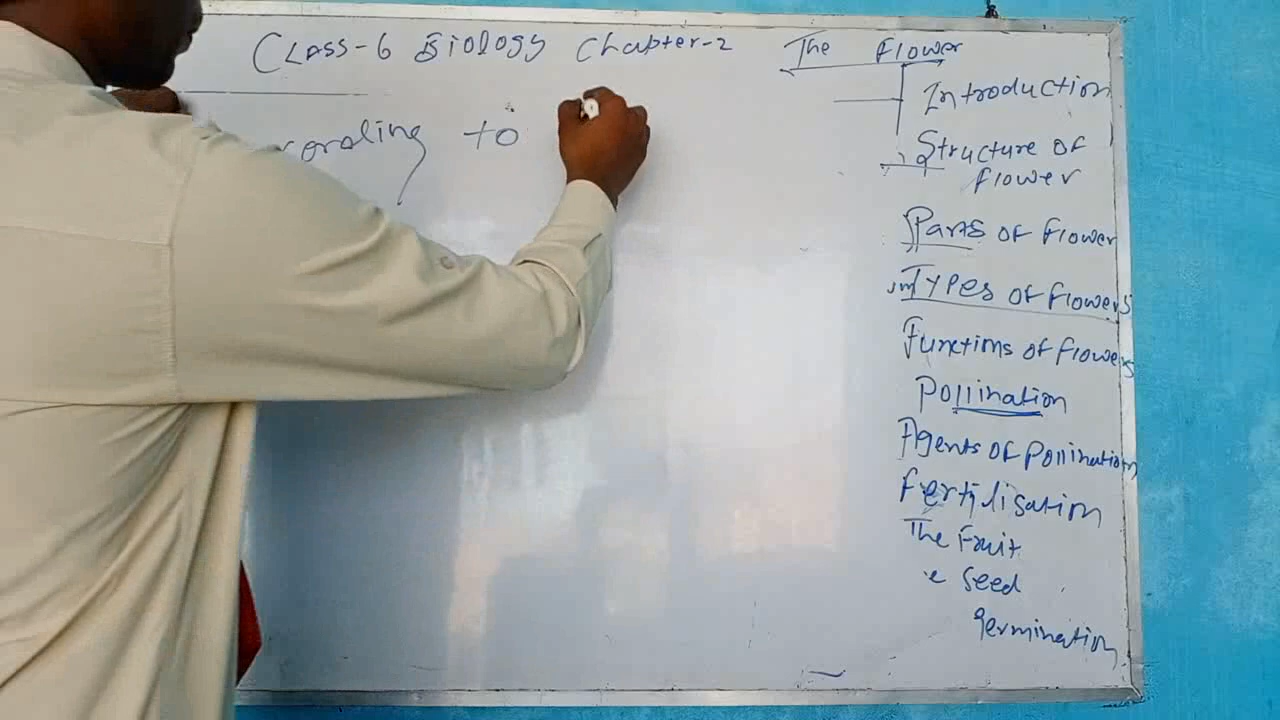 Class-6 Biology Chapter-2 The Flower
according to
Introduction
Structure of
flower
Parts of flower
Types of flowers
Functions of flowers
Pollination
Agents of Pollination
Fertilisation
The Fruit
Seed
Germination